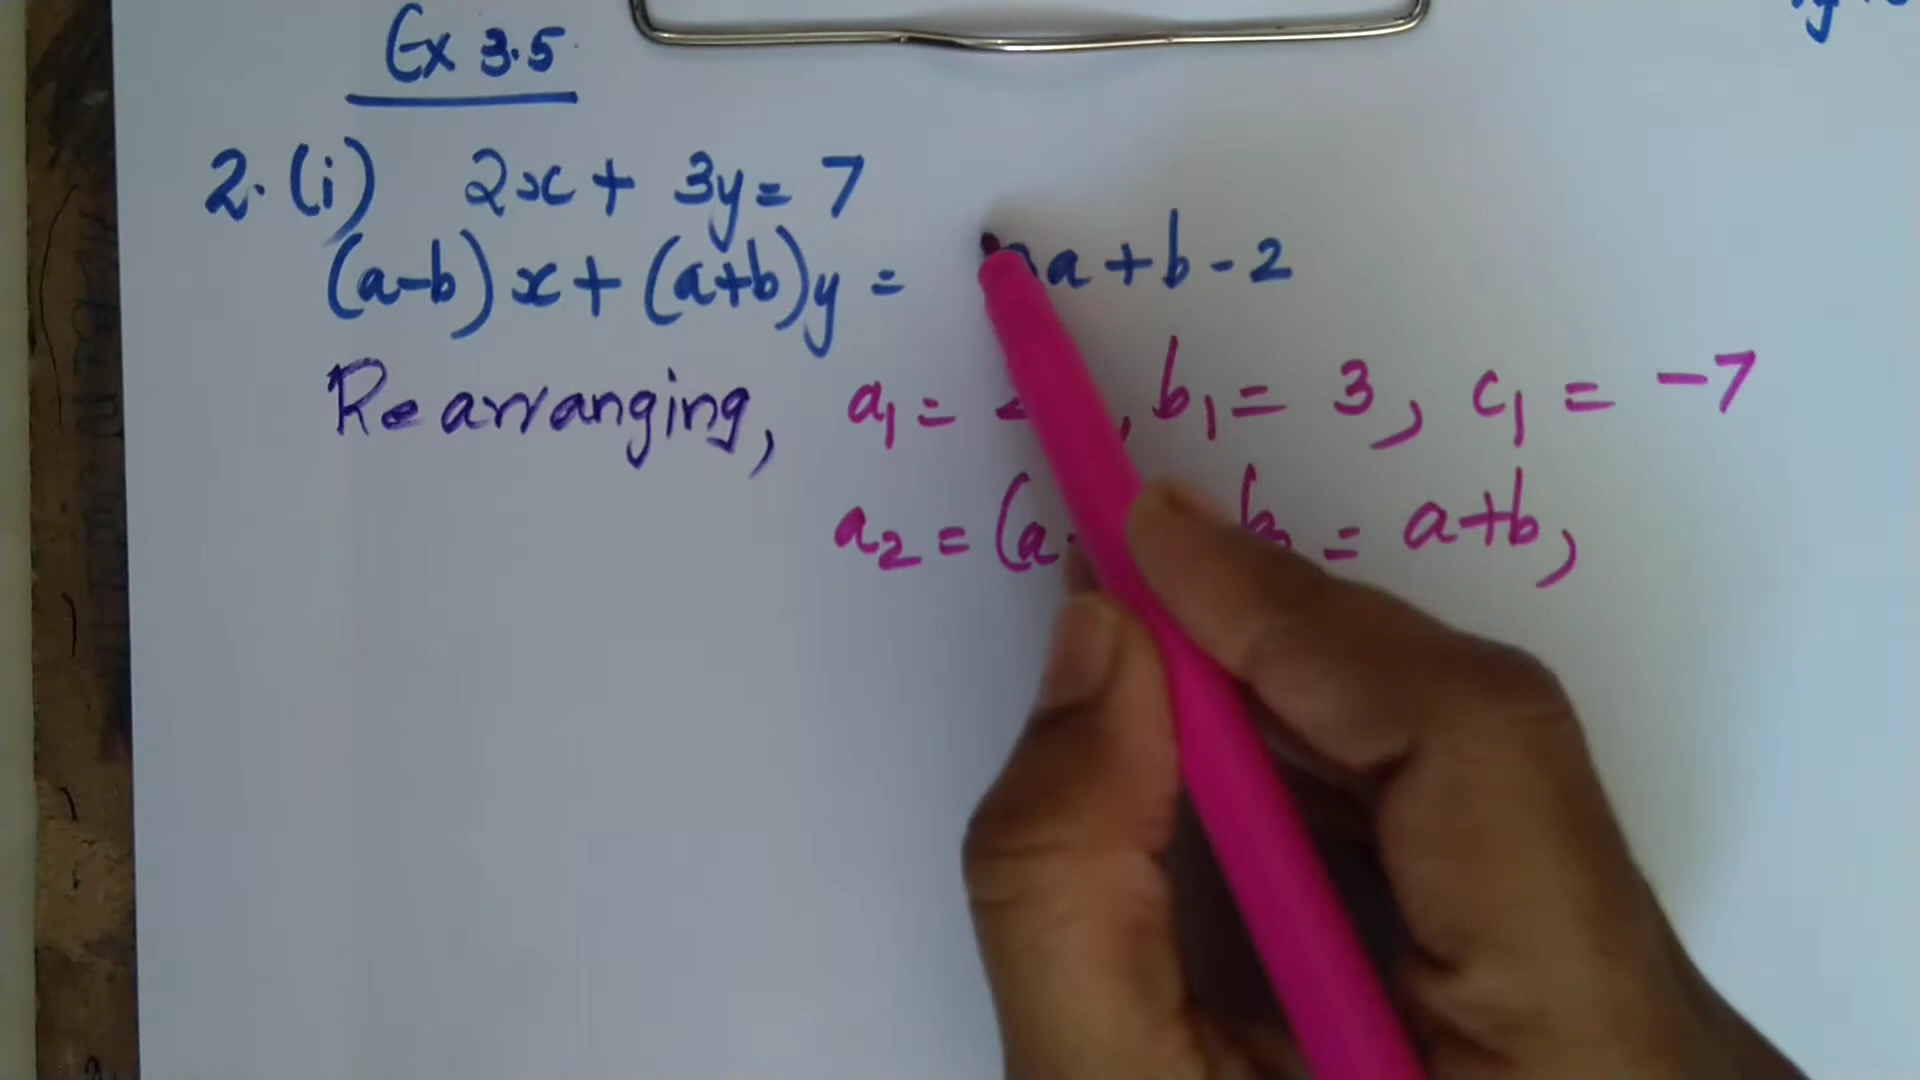 Ex 3.5
2. (i) 2x + 3y = 7
(a-b)x + (a+b)y = a + b - 2
Rearranging, a₁ = , b₁ = 3, c₁ = -7
a₂ = (a- = a+b,